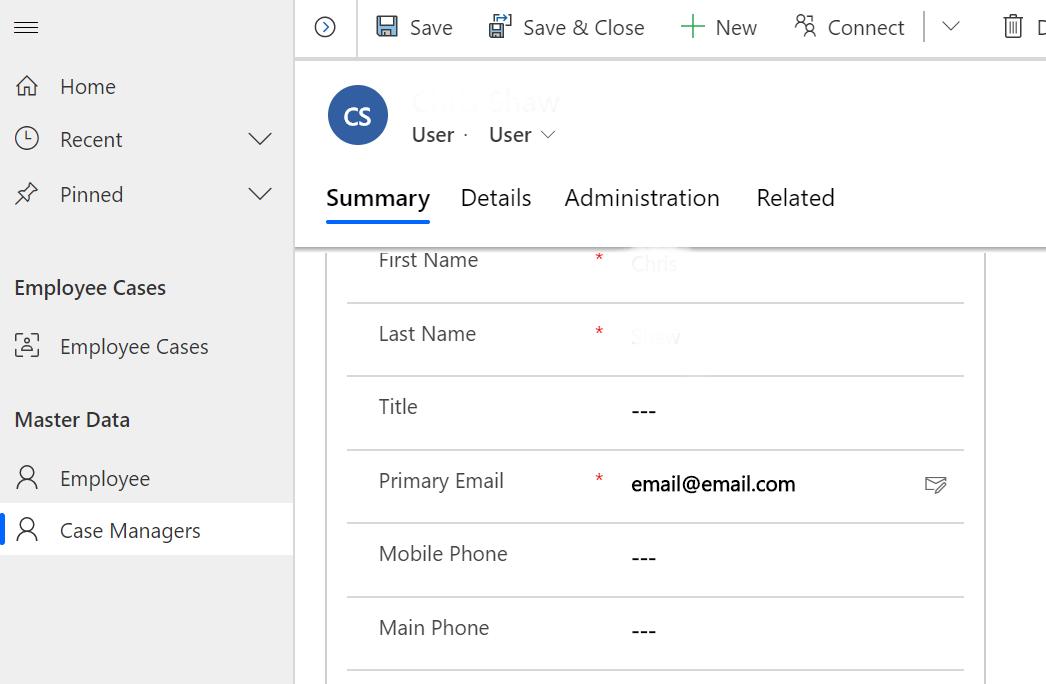 Save
Save & Close
New
Connect
D
Home
Recent
Pinned
Employee Cases
Employee Cases
Master Data
Employee
Case Managers
CS
Chris Shaw
User · User
Summary
Details
Administration
Related
First Name * Chris
Last Name * Shaw
Title ---
Primary Email * email@email.com
Mobile Phone ---
Main Phone ---